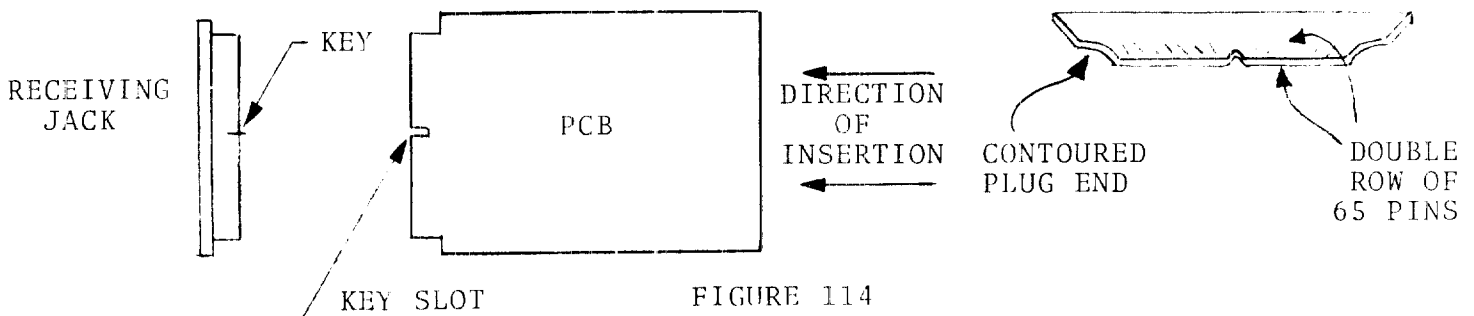 KEY
RECEIVING
JACK
PCB
DIRECTION
OF
INSERTION
CONTOURED
PLUG END
DOUBLE
ROW OF
65 PINS
KEY SLOT
FIGURE 114